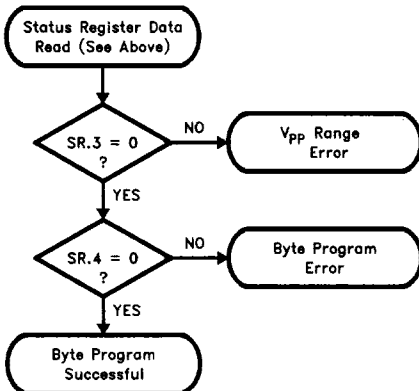 Status Register Data
Read (See Above)
SR.3 = 0
?
NO
VPP Range
Error
YES
SR.4 = 0
?
NO
Byte Program
Error
YES
Byte Program
Successful